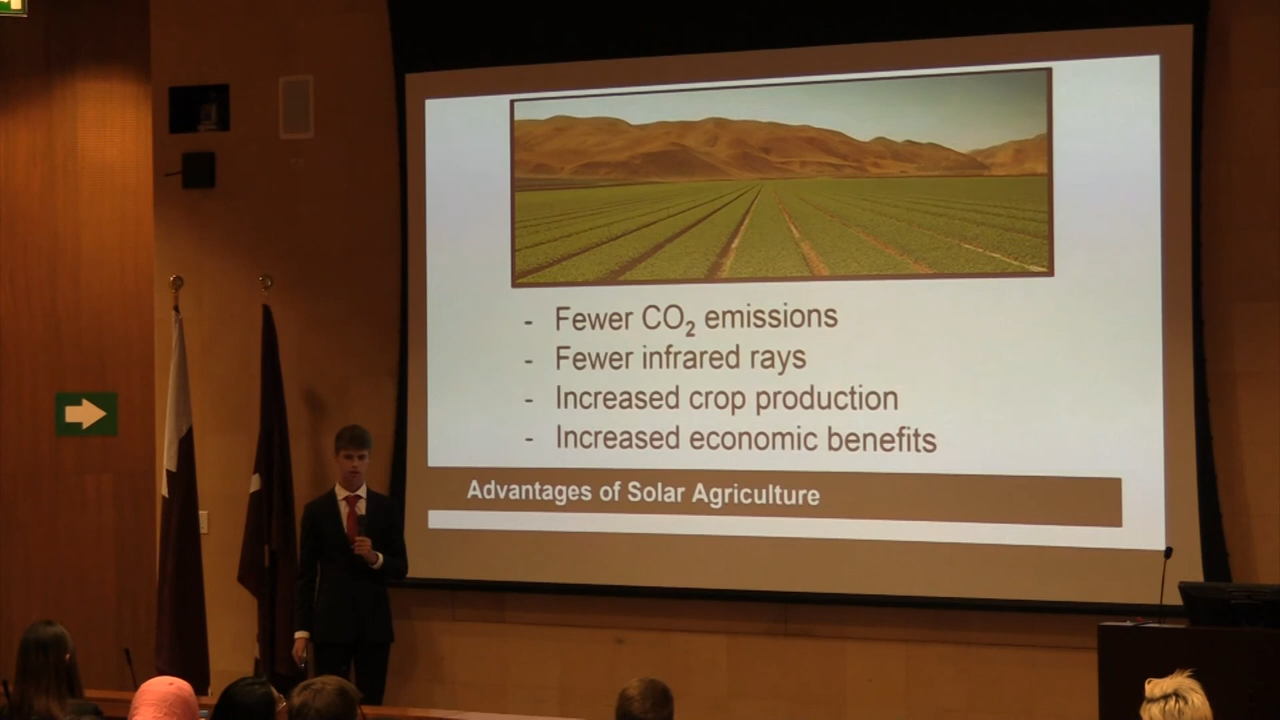 - Fewer CO₂ emissions
- Fewer infrared rays
- Increased crop production
- Increased economic benefits
Advantages of Solar Agriculture